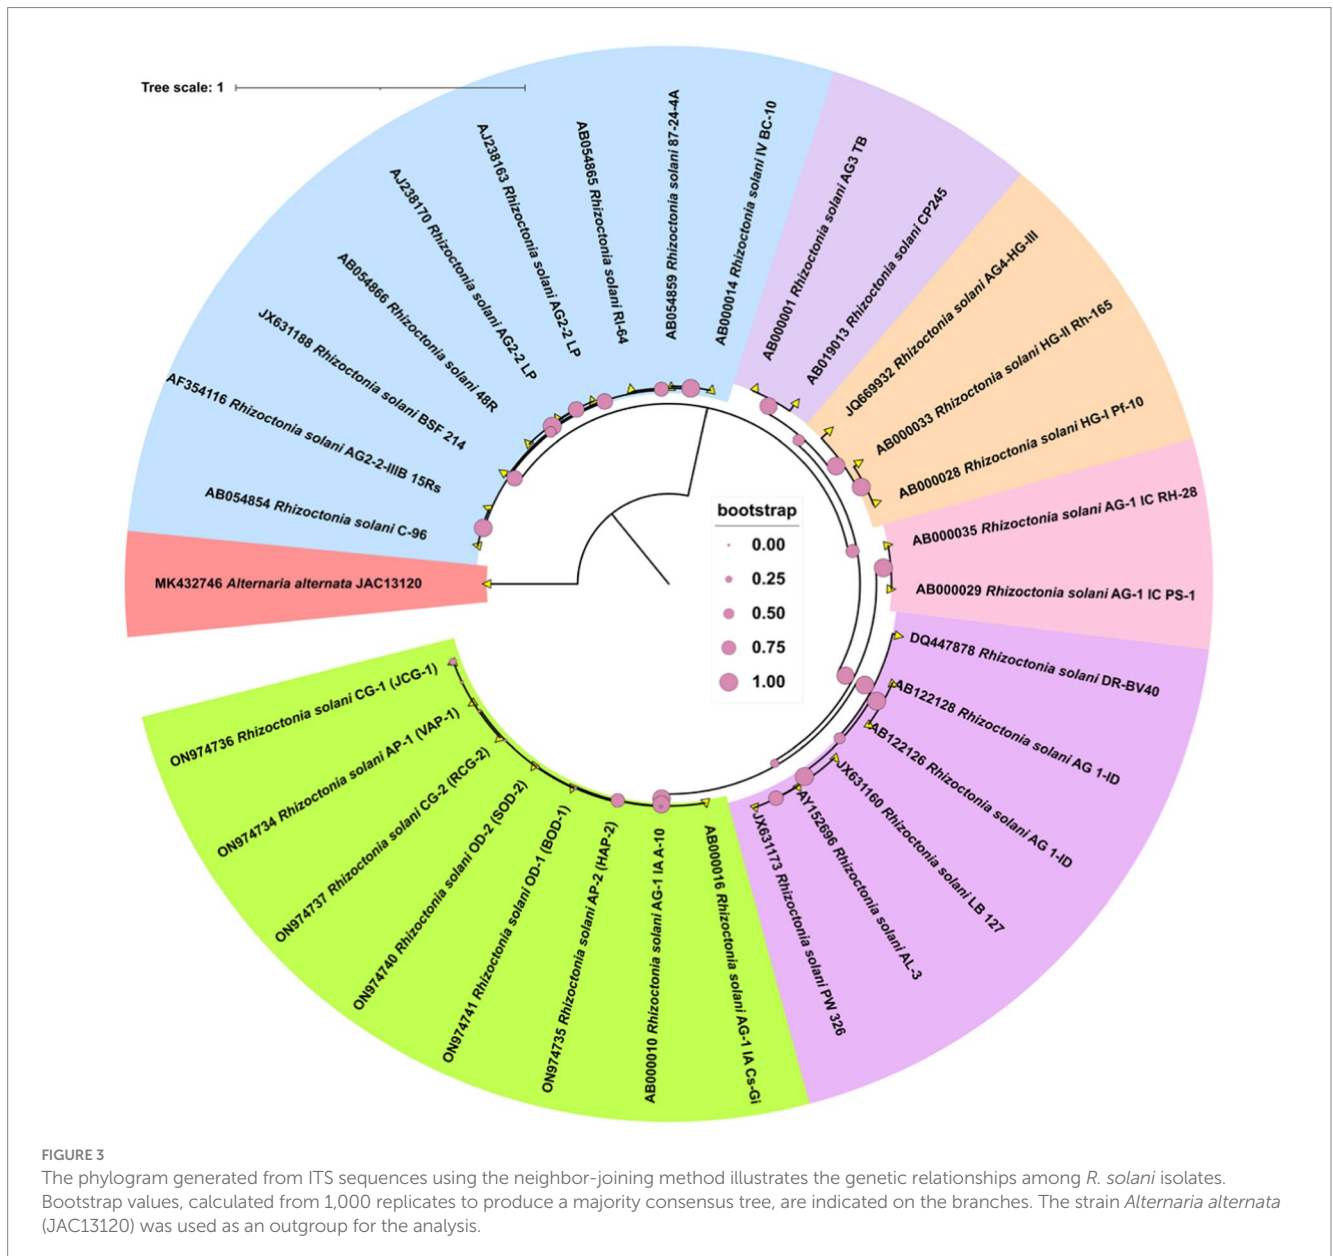 Tree scale: 1
AB054854 Rhizoctonia solani C-96
AF354116 Rhizoctonia solani AG2-2-IIIB 15Rs
JX631188 Rhizoctonia solani BSF 214
AB054866 Rhizoctonia solani 48R
AJ238170 Rhizoctonia solani AG2-2 LP
AJ238163 Rhizoctonia solani AG2-2 LP
AB054865 Rhizoctonia solani RI-64
AB054859 Rhizoctonia solani 87-24-4A
AB000014 Rhizoctonia solani IV BC-10
AB000001 Rhizoctonia solani AG3 TB
AB019013 Rhizoctonia solani CP245
JQ669932 Rhizoctonia solani AG4-HG-III
AB000033 Rhizoctonia solani HG-II Rh-165
AB000028 Rhizoctonia solani HG-I Pf-10
AB000035 Rhizoctonia solani AG-1 IC RH-28
AB000029 Rhizoctonia solani AG-1 IC PS-1
DQ447878 Rhizoctonia solani DR-BV40
AB122128 Rhizoctonia solani AG 1-ID
AB122126 Rhizoctonia solani AG 1-ID
JX631160 Rhizoctonia solani LB 127
AY152696 Rhizoctonia solani AL-3
JX631173 Rhizoctonia solani PW 326
AB000016 Rhizoctonia solani AG-1 IA Cs-Gi
AB000010 Rhizoctonia solani AG-1 IA A-10
ON974735 Rhizoctonia solani AP-2 (HAP-2)
ON974741 Rhizoctonia solani OD-1 (BOD-1)
ON974740 Rhizoctonia solani OD-2 (SOD-2)
ON974737 Rhizoctonia solani CG-2 (RCG-2)
ON974734 Rhizoctonia solani AP-1 (VAP-1)
ON974736 Rhizoctonia solani CG-1 (JCG-1)
MK432746 Alternaria alternata JAC13120
bootstrap
0.00
0.25
0.50
0.75
1.00
FIGURE 3
The phylogram generated from ITS sequences using the neighbor-joining method illustrates the genetic relationships among R. solani isolates.
Bootstrap values, calculated from 1,000 replicates to produce a majority consensus tree, are indicated on the branches. The strain Alternaria alternata
(JAC13120) was used as an outgroup for the analysis.